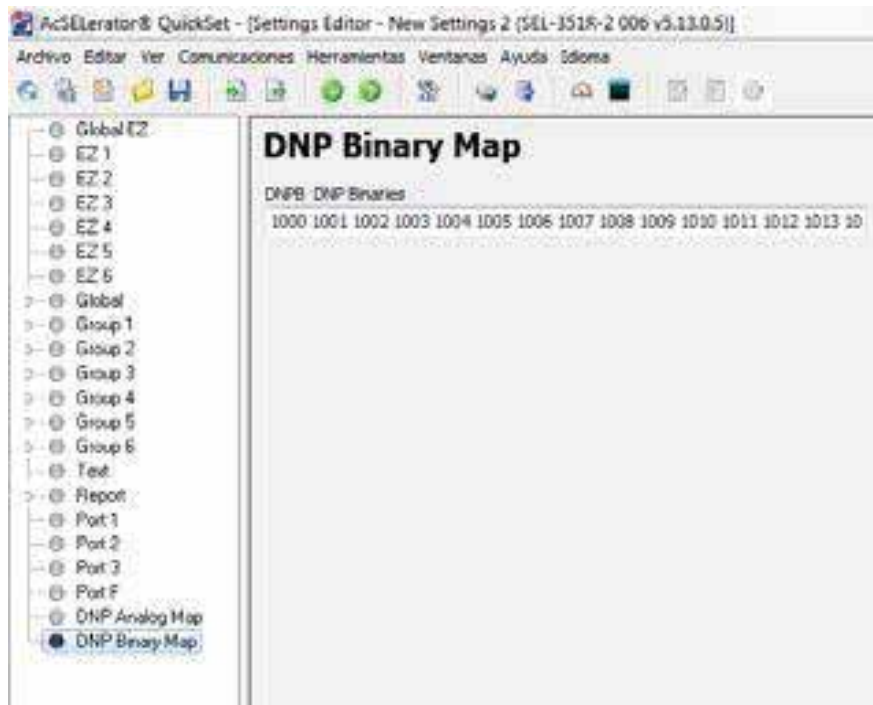 AcSELerator® QuickSet - [Settings Editor - New Settings 2 (SEL-351R-2 006 v5.13.0.5)]
Archivo Editar Ver Comunicaciones Herramientas Ventanas Ayuda Idioma
Global EZ
EZ 1
EZ 2
EZ 3
EZ 4
EZ 5
EZ 6
Global
Group 1
Group 2
Group 3
Group 4
Group 5
Group 6
Text
Report
Port 1
Port 2
Port 3
Port F
DNP Analog Map
DNP Binary Map
DNP Binary Map
DNPB DNP Binaries
1000 1001 1002 1003 1004 1005 1006 1007 1008 1009 1010 1011 1012 1013 10